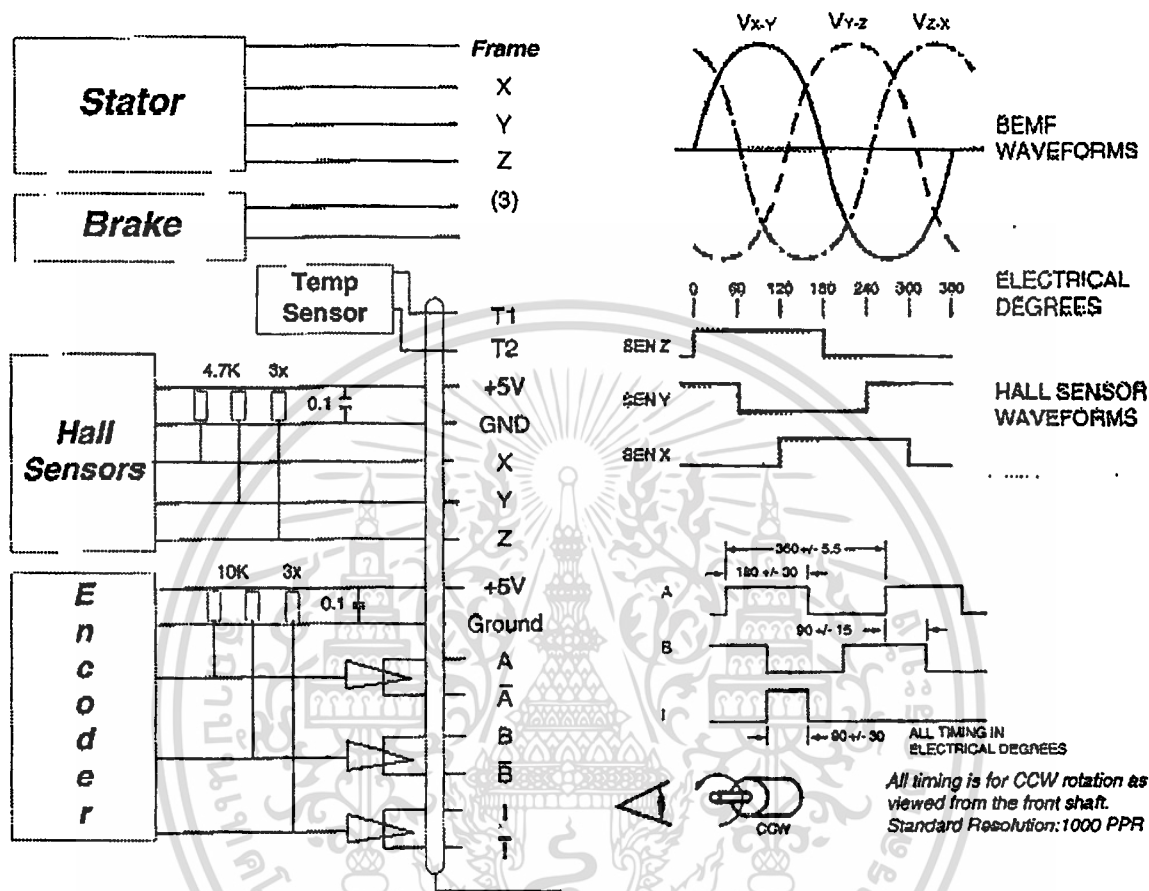 Stator
Frame
X
Y
Z
Brake
(3)
Temp
Sensor
T1
T2
Hall
Sensors
4.7K 3x
0.1
+5V
GND
X
Y
Z
Encoder
10K 3x
0.1
+5V
Ground
A
A̅
B
B̅
I
I̅
VX-Y VY-Z VZ-X
BEMF
WAVEFORMS
0 60 120 180 240 300 360
ELECTRICAL
DEGREES
SEN Z
SEN Y
SEN X
HALL SENSOR
WAVEFORMS
360 +/- 5.5
180 +/- 30
A
90 +/- 15
B
I
90 +/- 30
ALL TIMING IN
ELECTRICAL DEGREES
CCW
All timing is for CCW rotation as
viewed from the front shaft.
Standard Resolution:1000 PPR